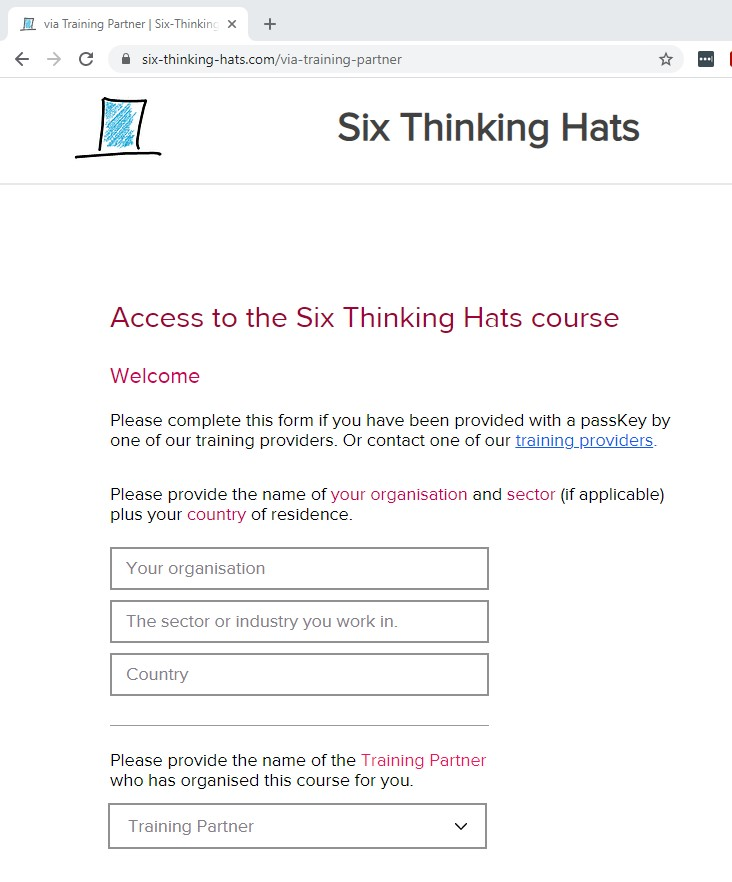 via Training Partner | Six-Thinking
six-thinking-hats.com/via-training-partner
Six Thinking Hats
Access to the Six Thinking Hats course
Welcome
Please complete this form if you have been provided with a passKey by
one of our training providers. Or contact one of our training providers.
Please provide the name of your organisation and sector (if applicable)
plus your country of residence.
Your organisation
The sector or industry you work in.
Country
Please provide the name of the Training Partner
who has organised this course for you.
Training Partner